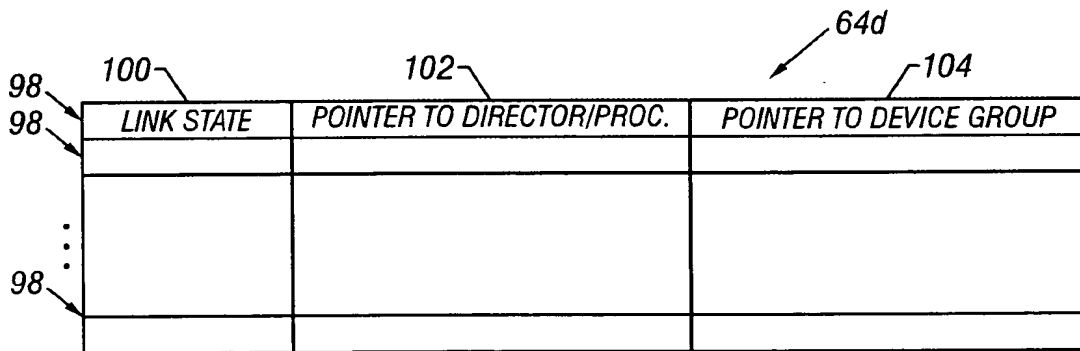 64d
100 102 104
98
98
LINK STATE POINTER TO DIRECTOR/PROC. POINTER TO DEVICE GROUP
98